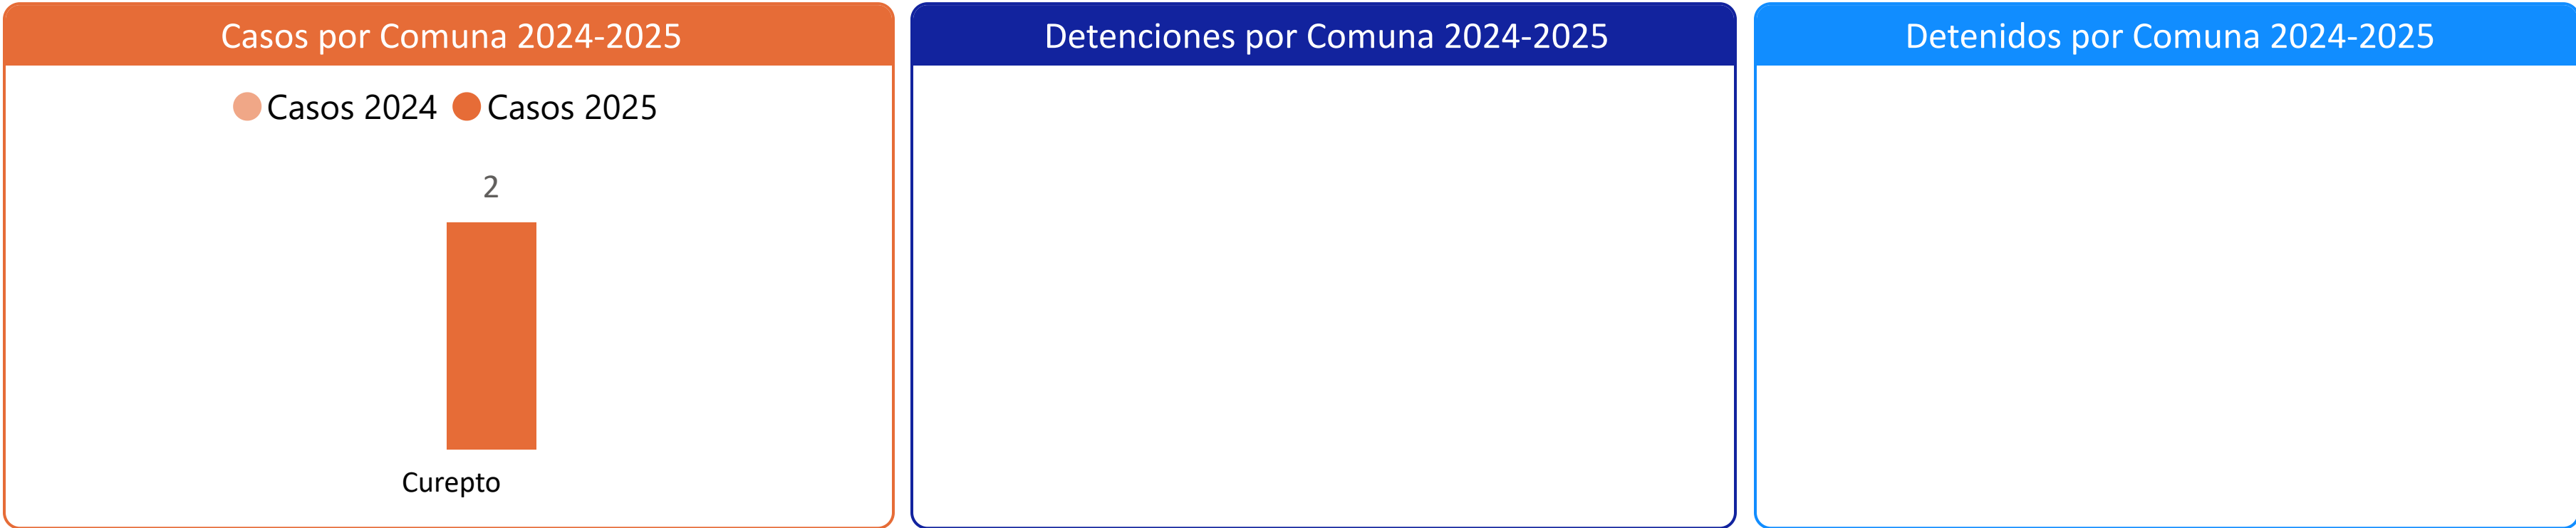 Casos por Comuna 2024-2025
Casos 2024 Casos 2025
2
Curepto
Detenciones por Comuna 2024-2025
Detenidos por Comuna 2024-2025